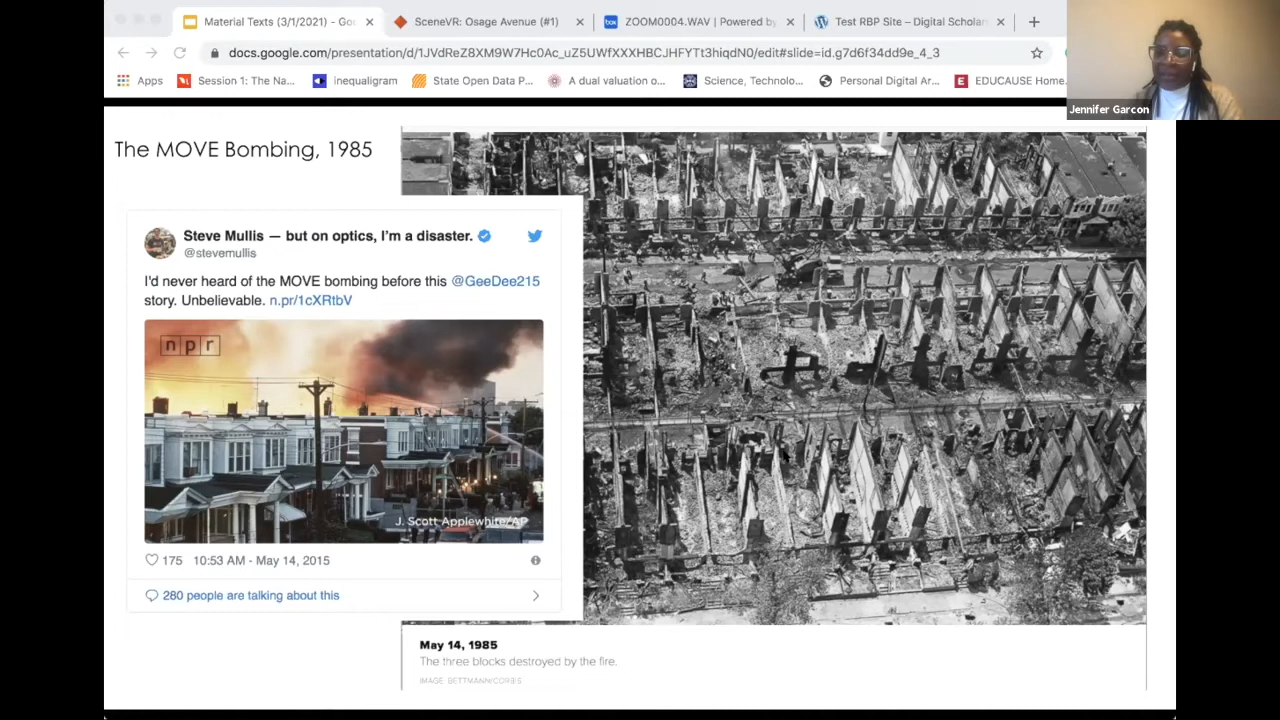 Material Texts (3/1/2021) - Goo
SceneVR: Osage Avenue (#1)
ZOOM0004.WAV | Powered by
Test RBP Site – Digital Scholar
docs.google.com/presentation/d/1JVdReZ8XM9W7Hc0Ac_uZ5UWfXXXHBCJHFYTt3hiqdN0/edit#slide=id.g7d6f34dd9e_4_3
Apps
Session 1: The Na...
inequaligram
State Open Data P...
A dual valuation o...
Science, Technolo...
Personal Digital Ar...
EDUCAUSE Home.
Jennifer Garcon
The MOVE Bombing, 1985
Steve Mullis — but on optics, I'm a disaster.
@stevemullis
I'd never heard of the MOVE bombing before this @GeeDee215
story. Unbelievable. n.pr/1cXRtbV
npr
J. Scott Applewhite/AP
175 10:53 AM - May 14, 2015
280 people are talking about this
May 14, 1985
The three blocks destroyed by the fire.
IMAGE: BETTMANN/CORBIS